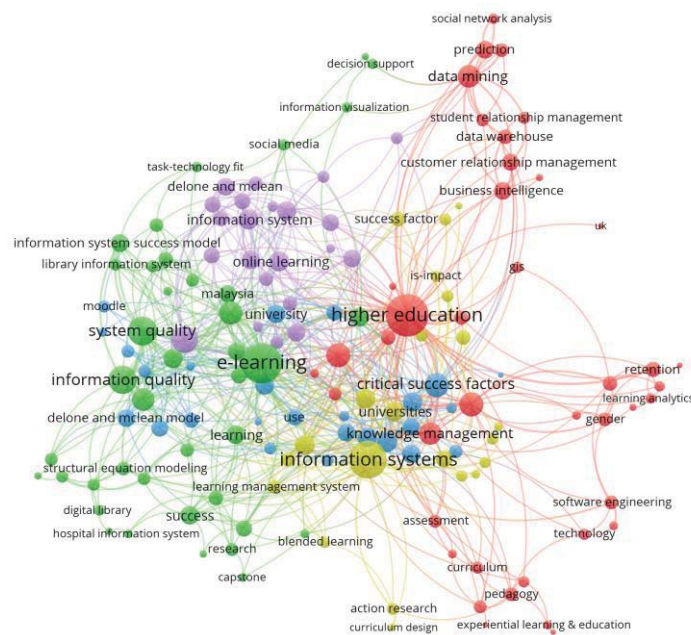 social network analysis
prediction
decision support
data mining
information visualization
student relationship management
data warehouse
social media
customer relationship management
task-technology fit
delone and mclean
business intelligence
information system
success factor
uk
information system success model
online learning
library information system
is-impact
gis
malaysia
moodle
university
higher education
system quality
e-learning
retention
information quality
critical success factors
learning analytics
delone and mclean model
use
universities
gender
learning
knowledge management
information systems
structural equation modeling
learning management system
software engineering
digital library
success
assessment
hospital information system
technology
blended learning
research
curriculum
capstone
pedagogy
action research
experiential learning & education
curriculum design